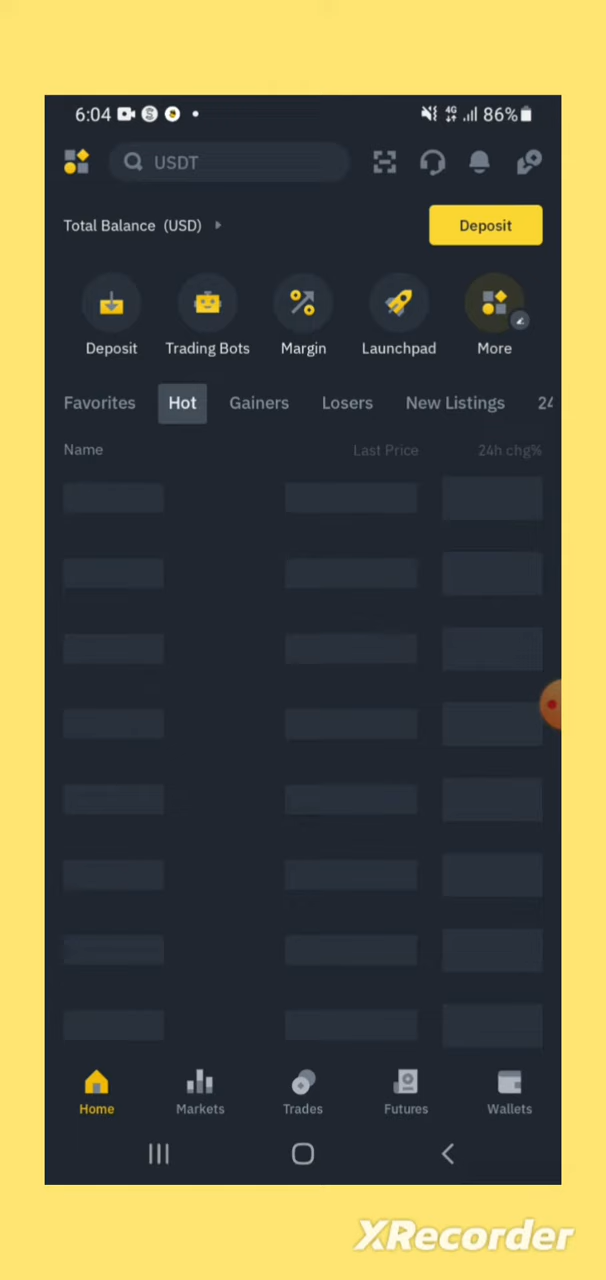 6:04 86%
USDT
Total Balance (USD)
Deposit
Deposit Trading Bots Margin Launchpad More
Favorites Hot Gainers Losers New Listings 24
Name Last Price 24h chg%
Home Markets Trades Futures Wallets
XRecorder